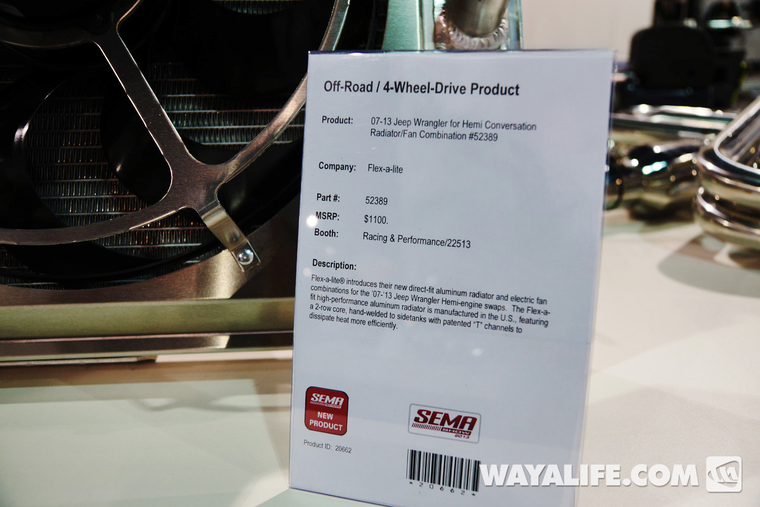 Off-Road / 4-Wheel-Drive Product
Product: 07-13 Jeep Wrangler for Hemi Conversation
Radiator/Fan Combination #52389
Company: Flex-a-lite
Part #: 52389
MSRP: $1100.
Booth: Racing & Performance/22513
Description:
Flex-a-lite® introduces their new direct-fit aluminum radiator and electric fan
combinations for the '07-'13 Jeep Wrangler Hemi-engine swaps. The Flex-a-
fit high-performance aluminum radiator is manufactured in the U.S., featuring
a 2-row core, hand-welded to sidetanks with patented "T" channels to
dissipate heat more efficiently.
SEMA
NEW
PRODUCT
Product ID: 20662
SEMA
2013
*20662*
WAYALIFE.COM